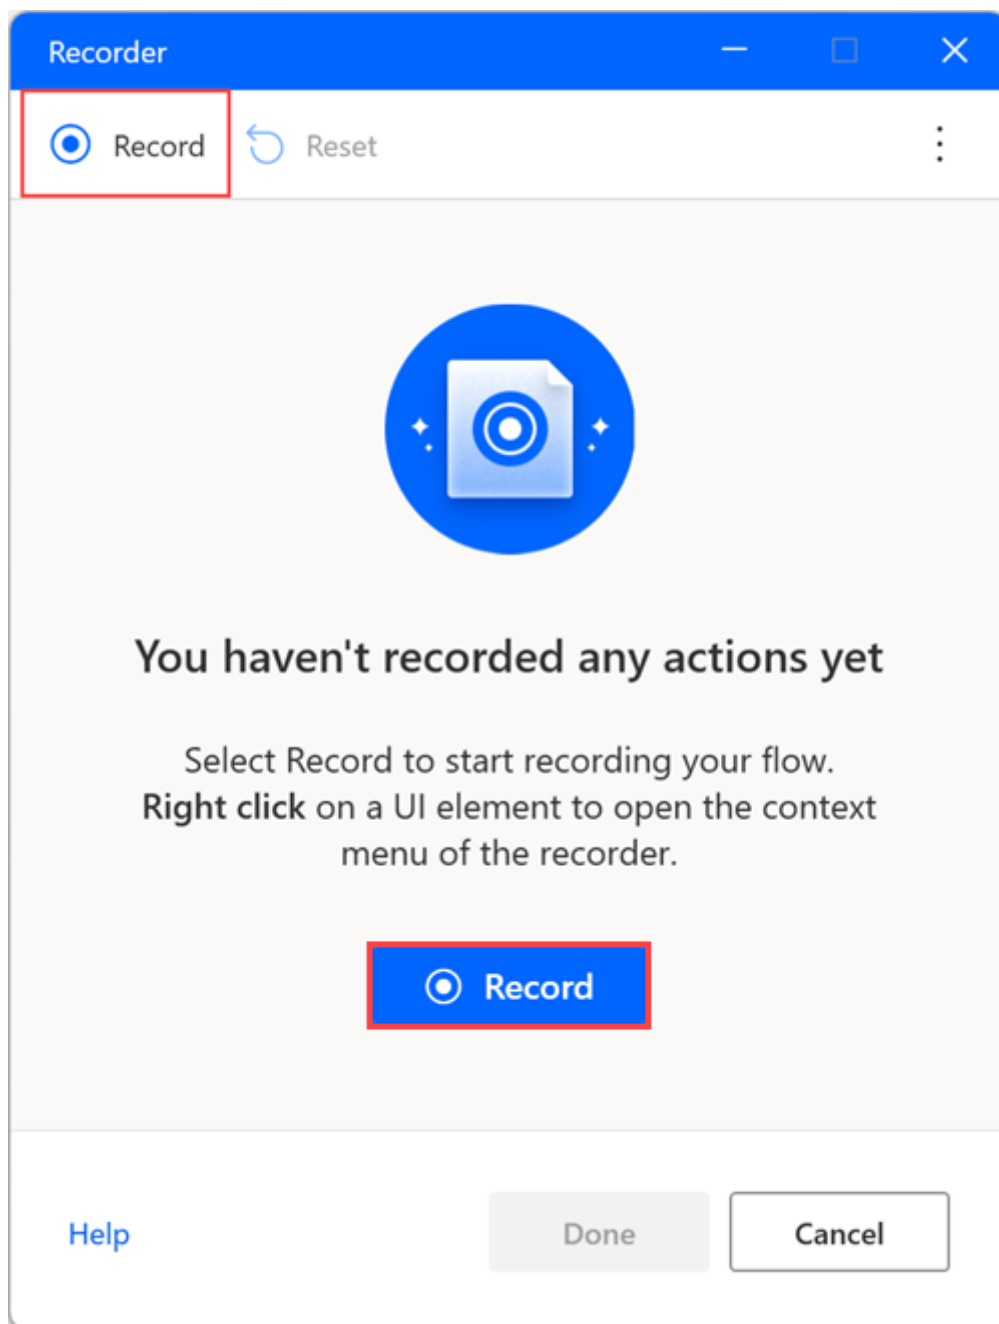 Recorder
Record
Reset
You haven't recorded any actions yet
Select Record to start recording your flow.
Right click on a UI element to open the context
menu of the recorder.
Record
Help
Done
Cancel